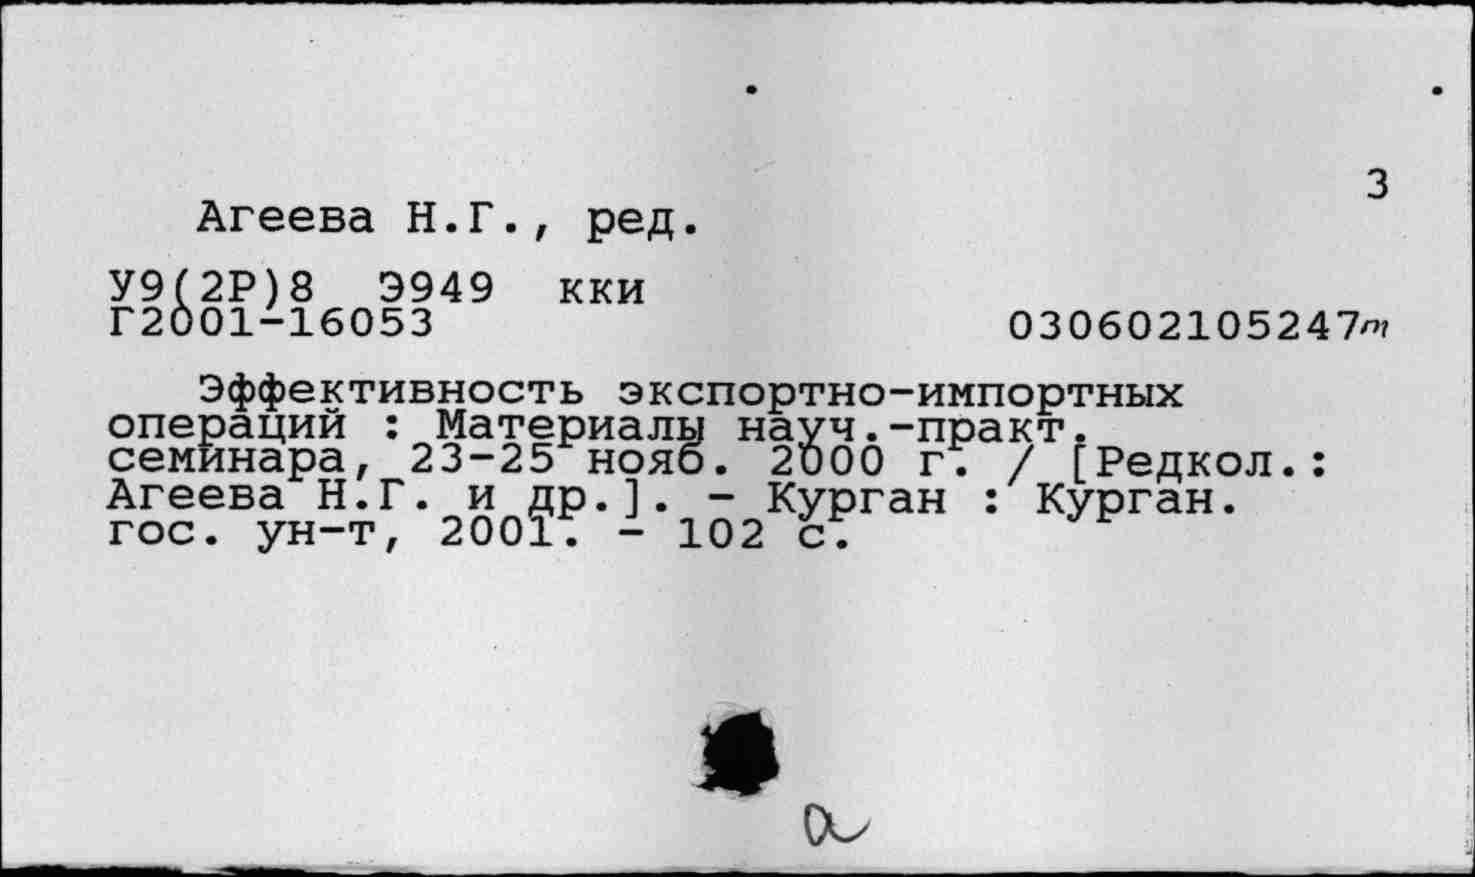 3
Агеева Н.Г., ред.
У9(2Р)8 Э949 кки
Г2001-16053 030602105247т
Эффективность экспортно-импортных
операций : Материалы науч.-практ.
семинара, 23-25 нояб. 2000 г. / [Редкол.:
Агеева Н.Г. и др.]. - Курган : Курган.
гос. ун-т, 2001. - 102 с.